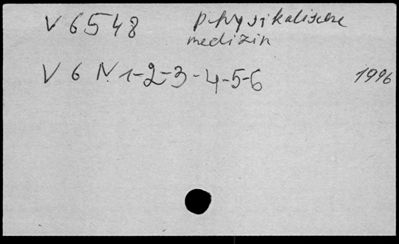 V 6548 Physikalische
medizin
V 6 N 1-2-3-4-5-6 1996